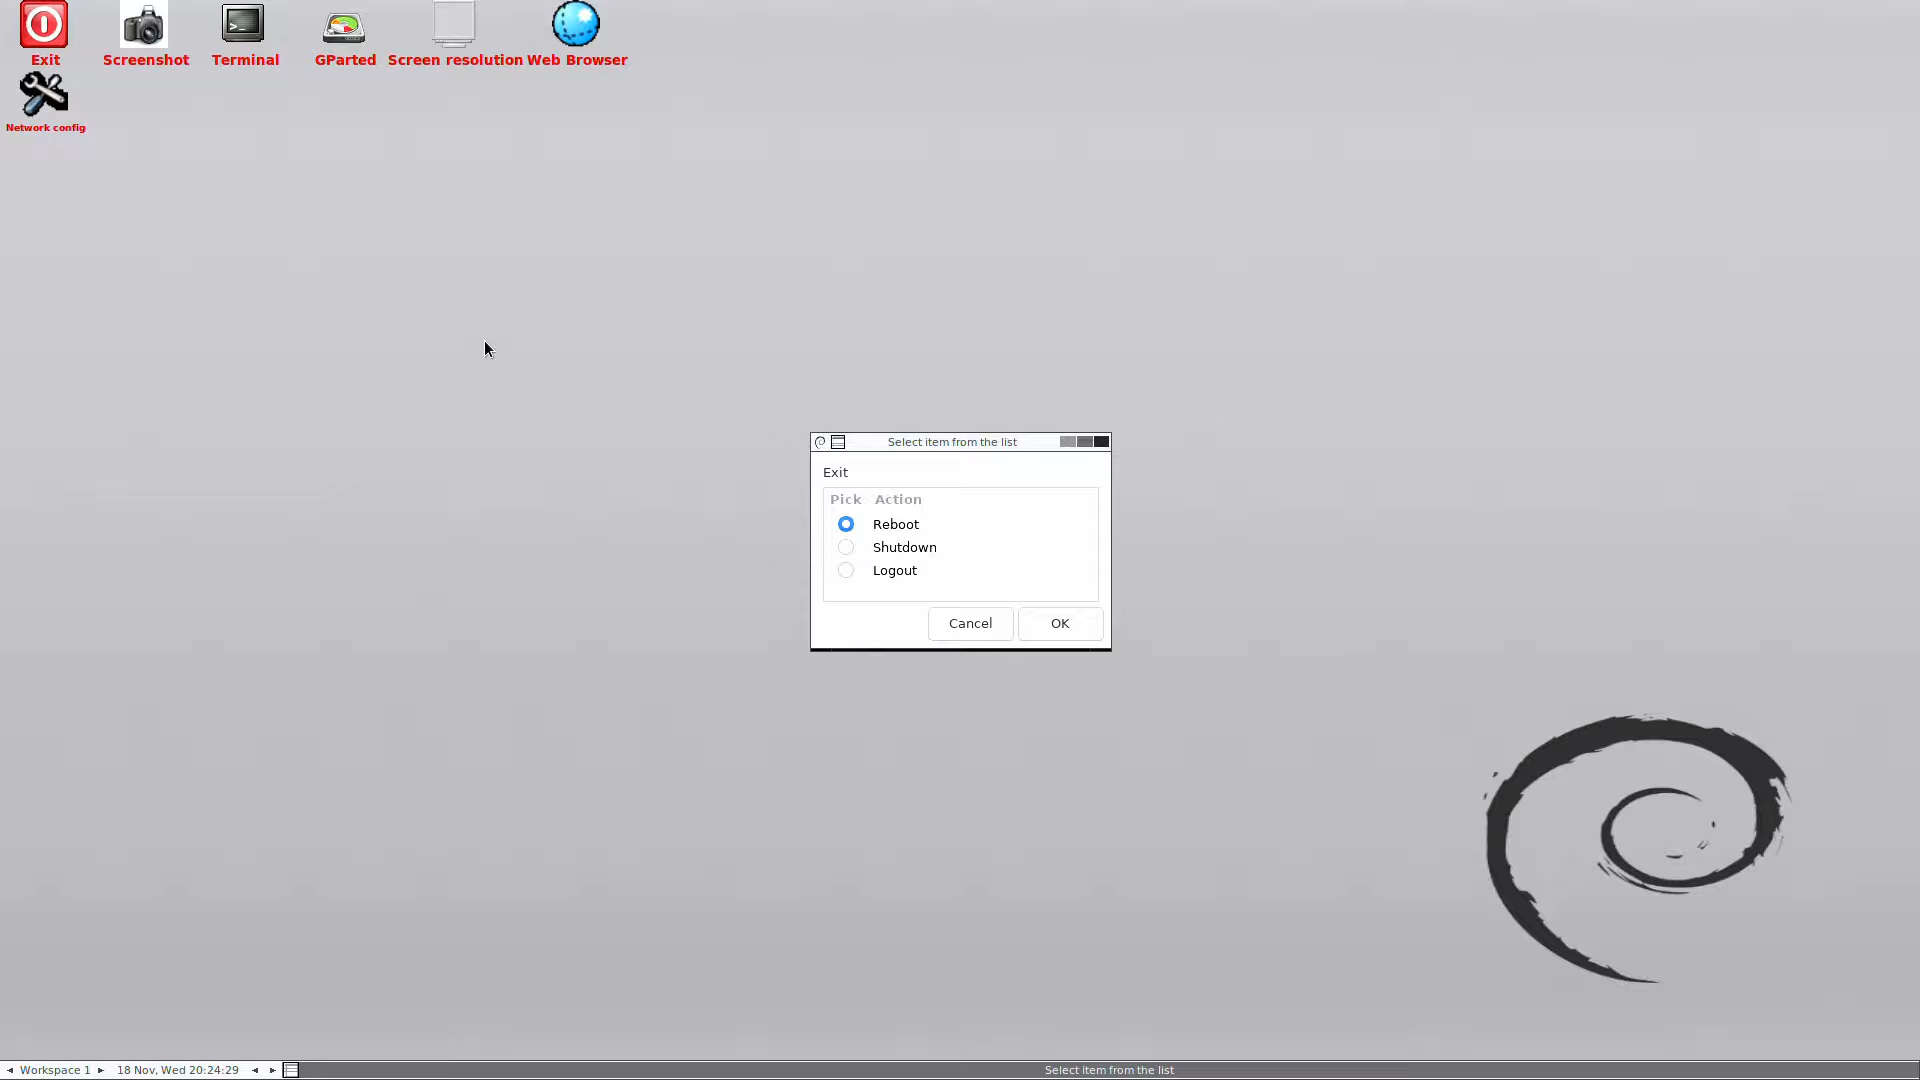 Exit
Screenshot
Terminal
GParted
Screen resolution
Web Browser
Network config
Select item from the list
Exit
Pick Action
Reboot
Shutdown
Logout
Cancel OK
Workspace 1 18 Nov, Wed 20:24:29 Select item from the list